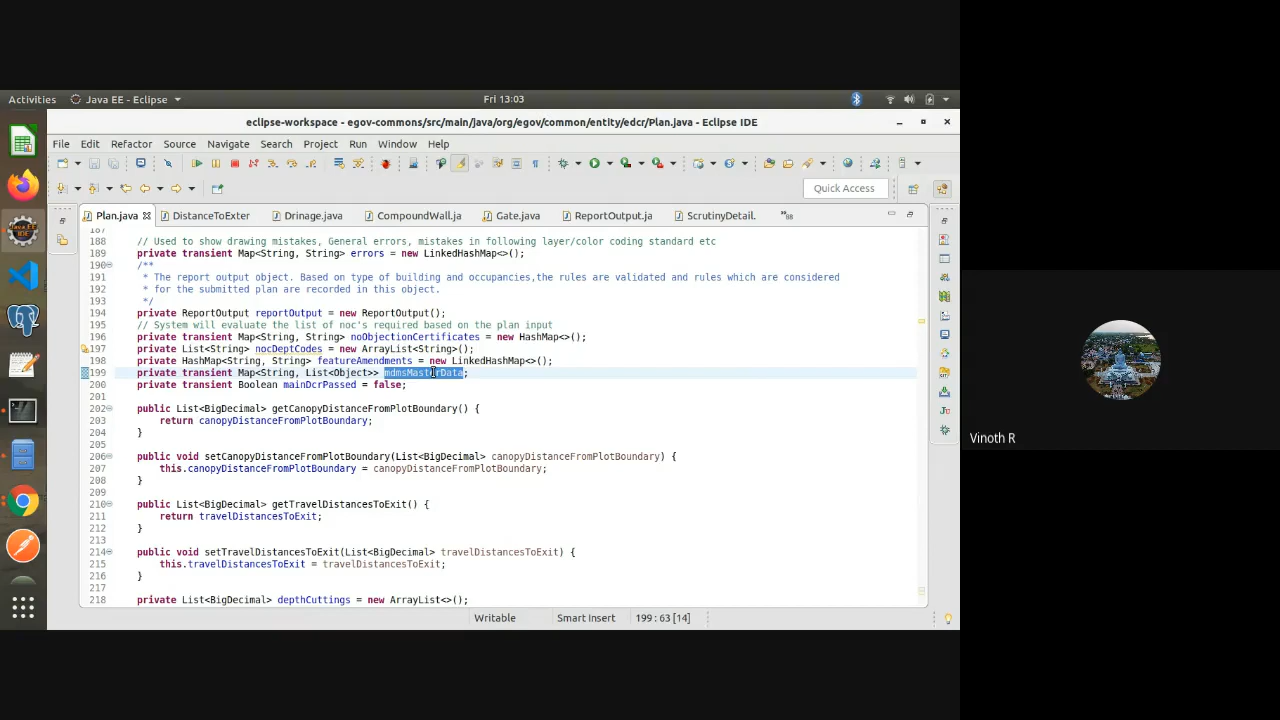 Activities Java EE - Eclipse Fri 13:03
eclipse-workspace - egov-commons/src/main/java/org/egov/common/entity/edcr/Plan.java - Eclipse IDE
File Edit Refactor Source Navigate Search Project Run Window Help
Quick Access
Plan.java DistanceToExter Drinage.java CompoundWall.ja Gate.java ReportOutput.ja ScrutinyDetail.
187
188 // Used to show drawing mistakes, General errors, mistakes in following layer/color coding standard etc
189 private transient Map<String, String> errors = new LinkedHashMap<>();
190 /**
191 * The report output object. Based on type of building and occupancies,the rules are validated and rules which are considered
192 * for the submitted plan are recorded in this object.
193 */
194 private ReportOutput reportOutput = new ReportOutput();
195 // System will evaluate the list of noc's required based on the plan input
196 private transient Map<String, String> noObjectionCertificates = new HashMap<>();
197 private List<String> nocDeptCodes = new ArrayList<String>();
198 private HashMap<String, String> featureAmendments = new LinkedHashMap<>();
199 private transient Map<String, List<Object>> mdmsMasterData;
200 private transient Boolean mainDcrPassed = false;
201
202 public List<BigDecimal> getCanopyDistanceFromPlotBoundary() {
203 return canopyDistanceFromPlotBoundary;
204 }
205
206 public void setCanopyDistanceFromPlotBoundary(List<BigDecimal> canopyDistanceFromPlotBoundary) {
207 this.canopyDistanceFromPlotBoundary = canopyDistanceFromPlotBoundary;
208 }
209
210 public List<BigDecimal> getTravelDistancesToExit() {
211 return travelDistancesToExit;
212 }
213
214 public void setTravelDistancesToExit(List<BigDecimal> travelDistancesToExit) {
215 this.travelDistancesToExit = travelDistancesToExit;
216 }
217
218 private List<BigDecimal> depthCuttings = new ArrayList<>();
Writable Smart Insert 199 : 63 [14]
Vinoth R